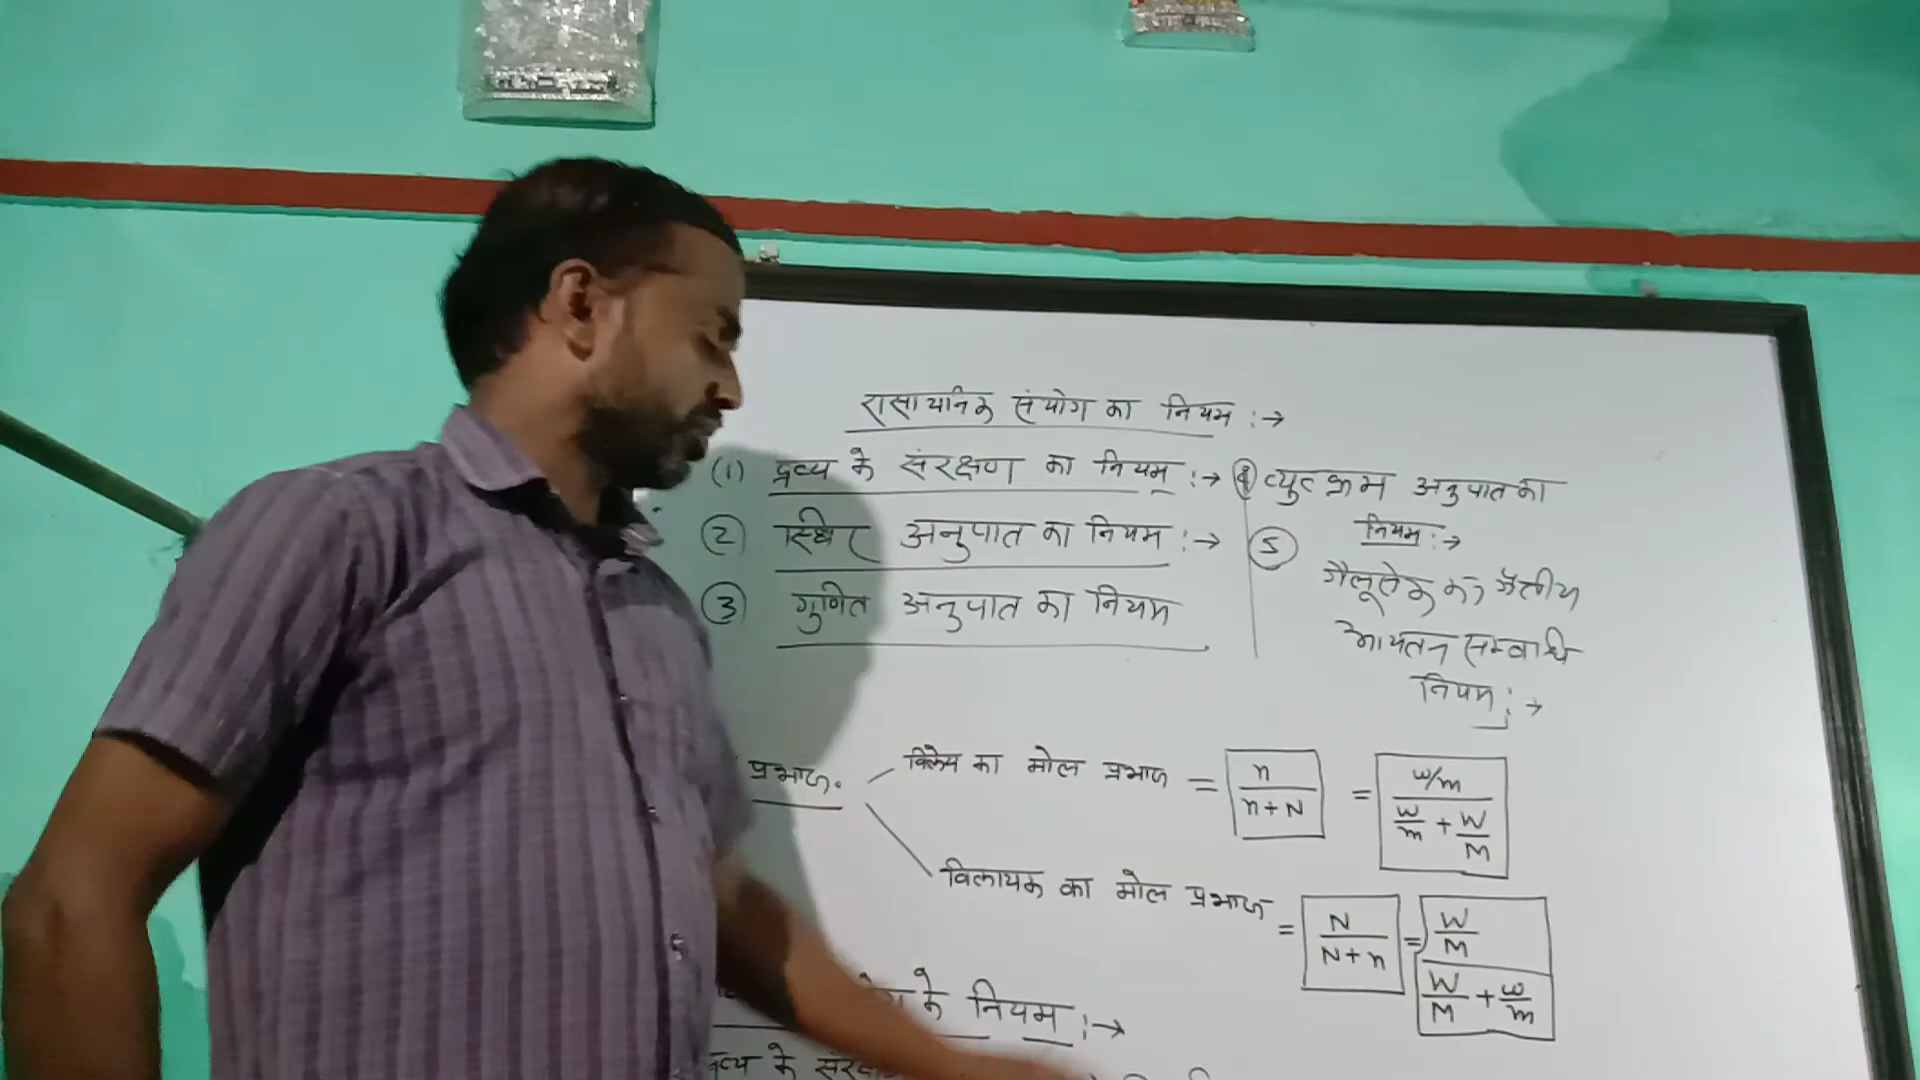 रासायनिक संयोग का नियम :→
(1) द्रव्य के संरक्षण का नियम :→
② स्थिर अनुपात का नियम :→
③ गुणित अनुपात का नियम
④ व्युत्क्रम अनुपात का
नियम :→
⑤ गैलूसेक का गैसीय
आयतन सम्बन्धि
नियम :→
प्रभाज.
विलेय का मोल प्रभाज = n/(n+N) = (w/m)/(w/m + W/M)
विलायक का मोल प्रभाज = N/(N+n) = (W/M)/(W/M + w/m)
के नियम :→
द्रव्य के